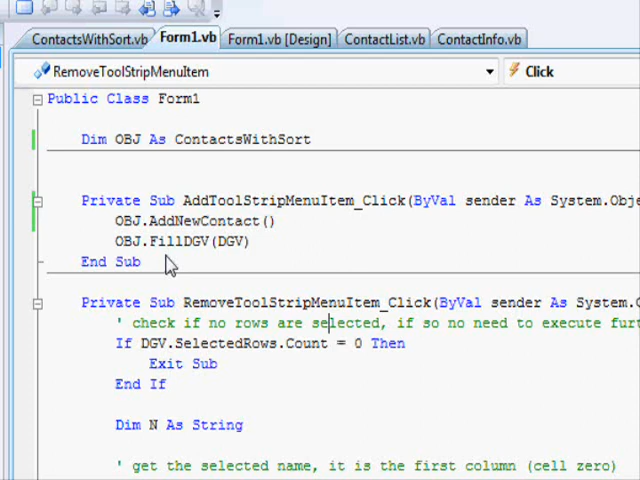 ContactsWithSort.vb Form1.vb Form1.vb [Design] ContactList.vb ContactInfo.vb
RemoveToolStripMenuItem Click
Public Class Form1
Dim OBJ As ContactsWithSort
Private Sub AddToolStripMenuItem_Click(ByVal sender As System.Obje
OBJ.AddNewContact()
OBJ.FillDGV(DGV)
End Sub
Private Sub RemoveToolStripMenuItem_Click(ByVal sender As System.O
' check if no rows are selected, if so no need to execute furt
If DGV.SelectedRows.Count = 0 Then
Exit Sub
End If
Dim N As String
' get the selected name, it is the first column (cell zero)